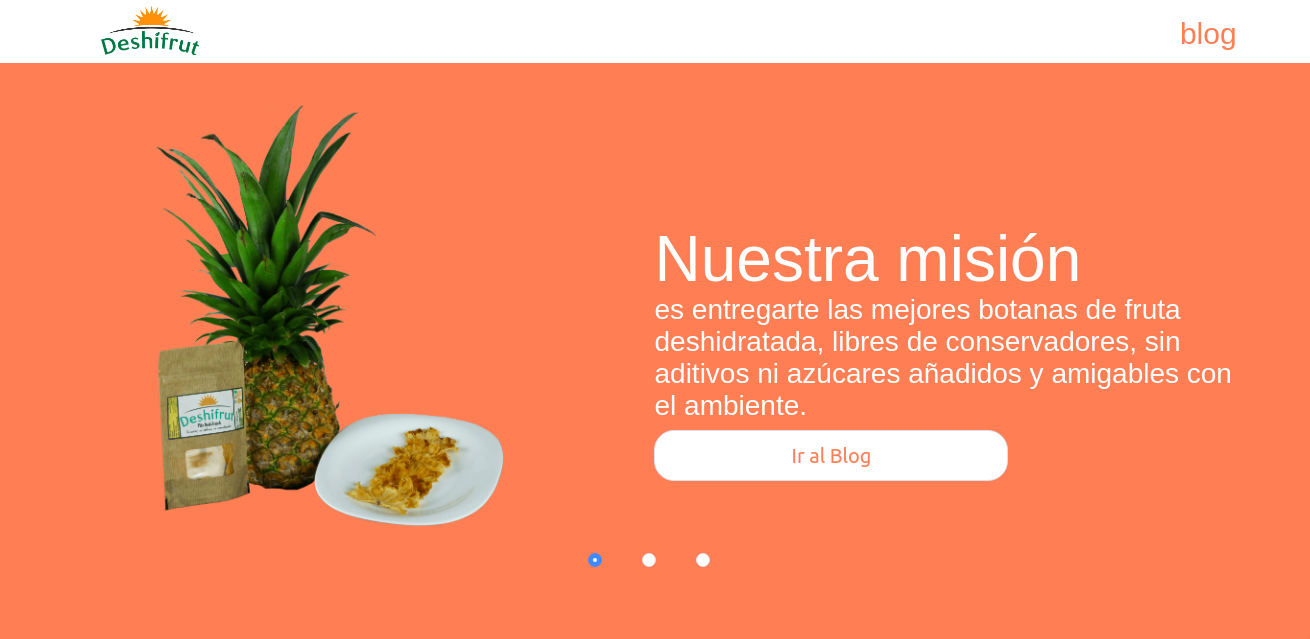 Deshifrut
blog
Nuestra misión
es entregarte las mejores botanas de fruta
deshidratada, libres de conservadores, sin
aditivos ni azúcares añadidos y amigables con
el ambiente.
Ir al Blog
Deshifrut